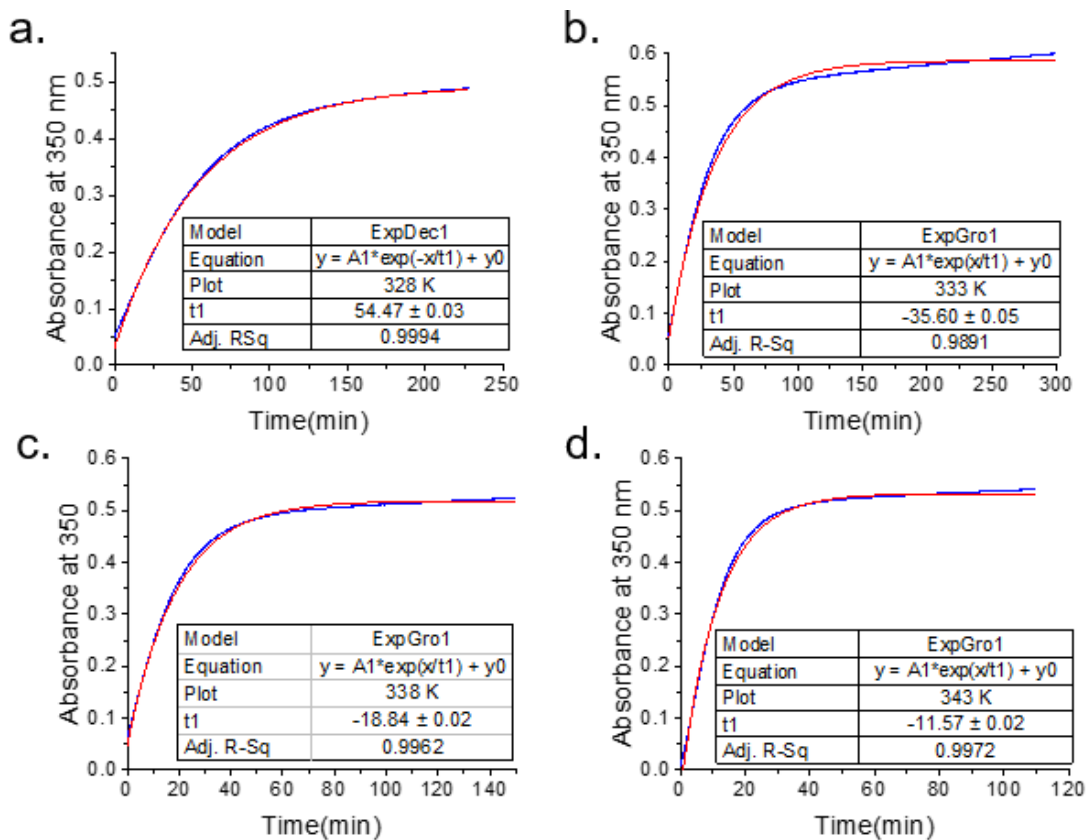 a.
Absorbance at 350 nm
0.5
0.4
0.3
0.2
0.1
0.0
Model ExpDec1
Equation y = A1*exp(-x/t1) + y0
Plot 328 K
t1 54.47 ± 0.03
Adj. RSq 0.9994
0 50 100 150 200 250
Time(min)
b.
Absorbance at 350 nm
0.6
0.5
0.4
0.3
0.2
0.1
0.0
Model ExpGro1
Equation y = A1*exp(x/t1) + y0
Plot 333 K
t1 -35.60 ± 0.05
Adj. R-Sq 0.9891
0 50 100 150 200 250 300
Time(min)
c.
Absorbance at 350
0.6
0.5
0.4
0.3
0.2
0.1
0.0
Model ExpGro1
Equation y = A1*exp(x/t1) + y0
Plot 338 K
t1 -18.84 ± 0.02
Adj. R-Sq 0.9962
0 20 40 60 80 100 120 140
Time(min)
d.
Absorbance at 350 nm
0.6
0.5
0.4
0.3
0.2
0.1
0.0
Model ExpGro1
Equation y = A1*exp(x/t1) + y0
Plot 343 K
t1 -11.57 ± 0.02
Adj. R-Sq 0.9972
0 20 40 60 80 100 120
Time(min)